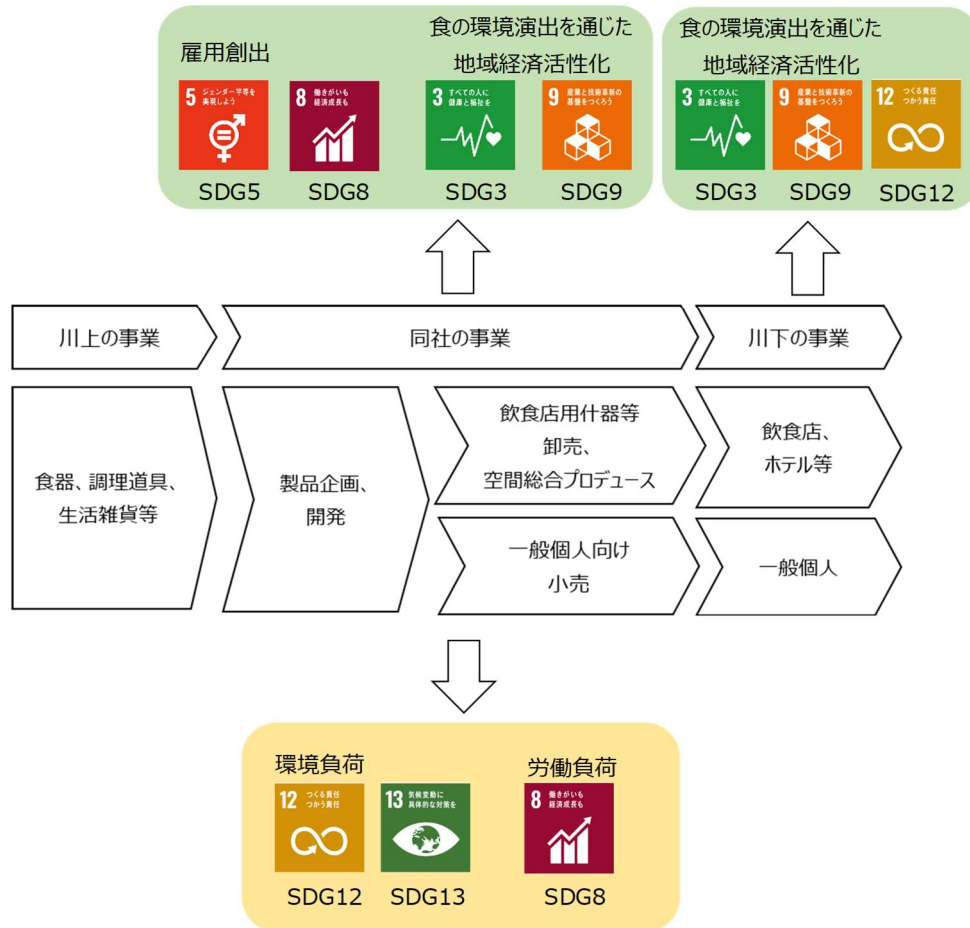 雇用創出
5 ジェンダー平等を
実現しよう
SDG5
8 働きがいも
経済成長も
SDG8
食の環境演出を通じた
地域経済活性化
3 すべての人に
健康と福祉を
SDG3
9 産業と技術革新の
基盤をつくろう
SDG9
食の環境演出を通じた
地域経済活性化
3 すべての人に
健康と福祉を
SDG3
9 産業と技術革新の
基盤をつくろう
SDG9
12 つくる責任
つかう責任
SDG12
川上の事業
同社の事業
川下の事業
食器、調理道具、
生活雑貨等
製品企画、
開発
飲食店用什器等
卸売、
空間総合プロデュース
一般個人向け
小売
飲食店、
ホテル等
一般個人
環境負荷
12 つくる責任
つかう責任
SDG12
13 気候変動に
具体的な対策を
SDG13
労働負荷
8 働きがいも
経済成長も
SDG8